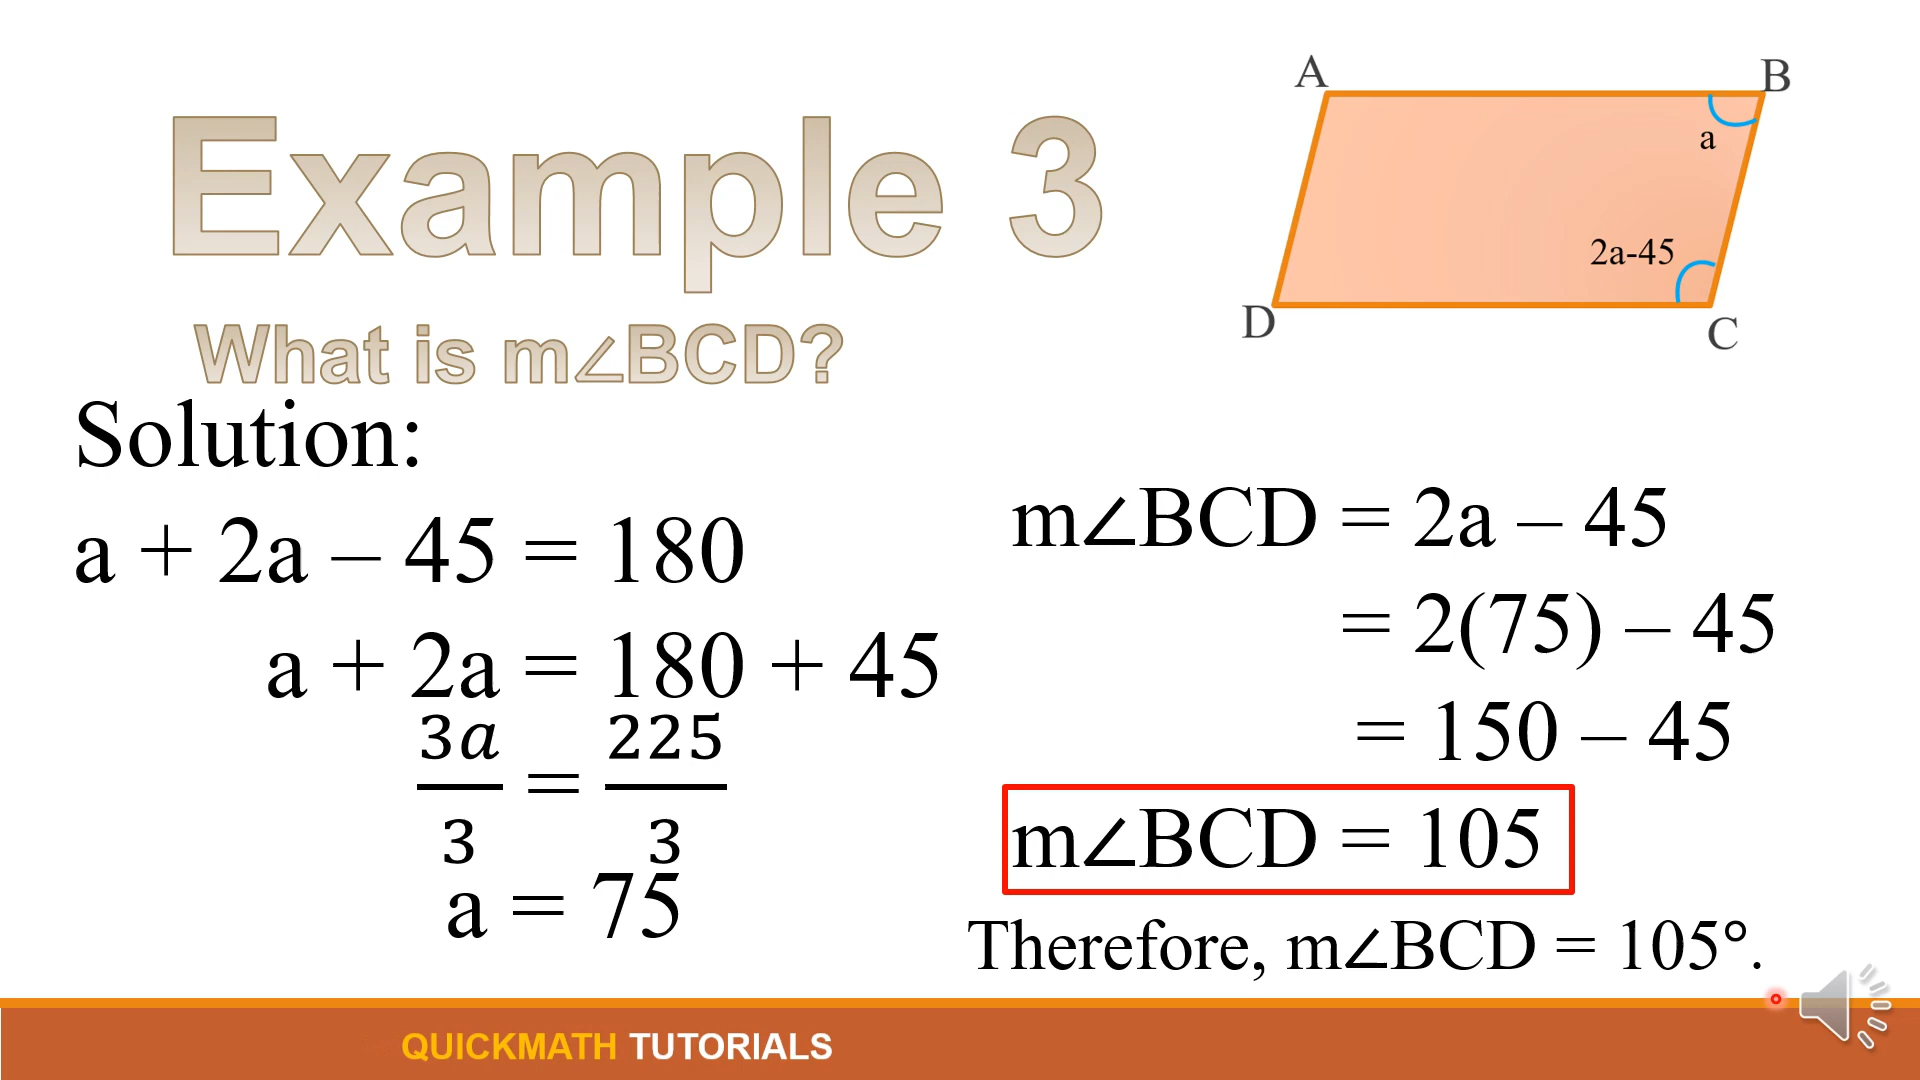 Example 3
What is m∠BCD?
A
B
a
2a-45
D
C
Solution:
a + 2a – 45 = 180
a + 2a = 180 + 45
3a = 225
3 3
a = 75
m∠BCD = 2a – 45
= 2(75) – 45
= 150 – 45
m∠BCD = 105
Therefore, m∠BCD = 105°.
QUICKMATH TUTORIALS